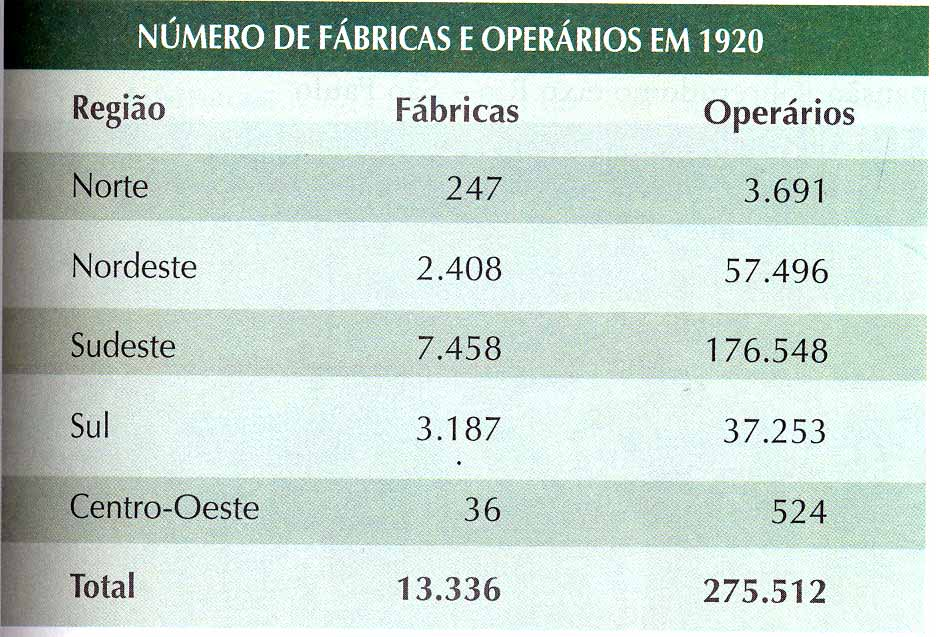 NÚMERO DE FÁBRICAS E OPERÁRIOS EM 1920
Região Fábricas Operários
Norte 247 3.691
Nordeste 2.408 57.496
Sudeste 7.458 176.548
Sul 3.187 37.253
Centro-Oeste 36 524
Total 13.336 275.512